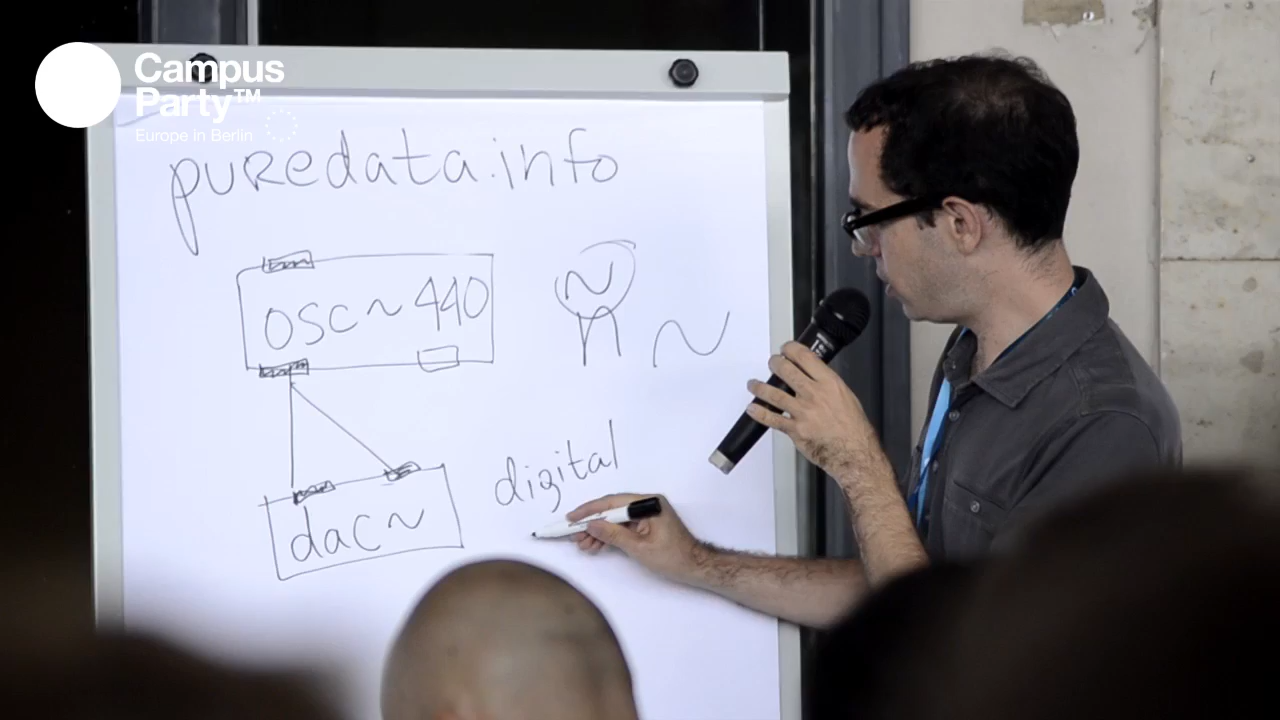 Campus
Party™
Europe in Berlin
puredata.info
osc~ 440
~
n ~
digital
dac~